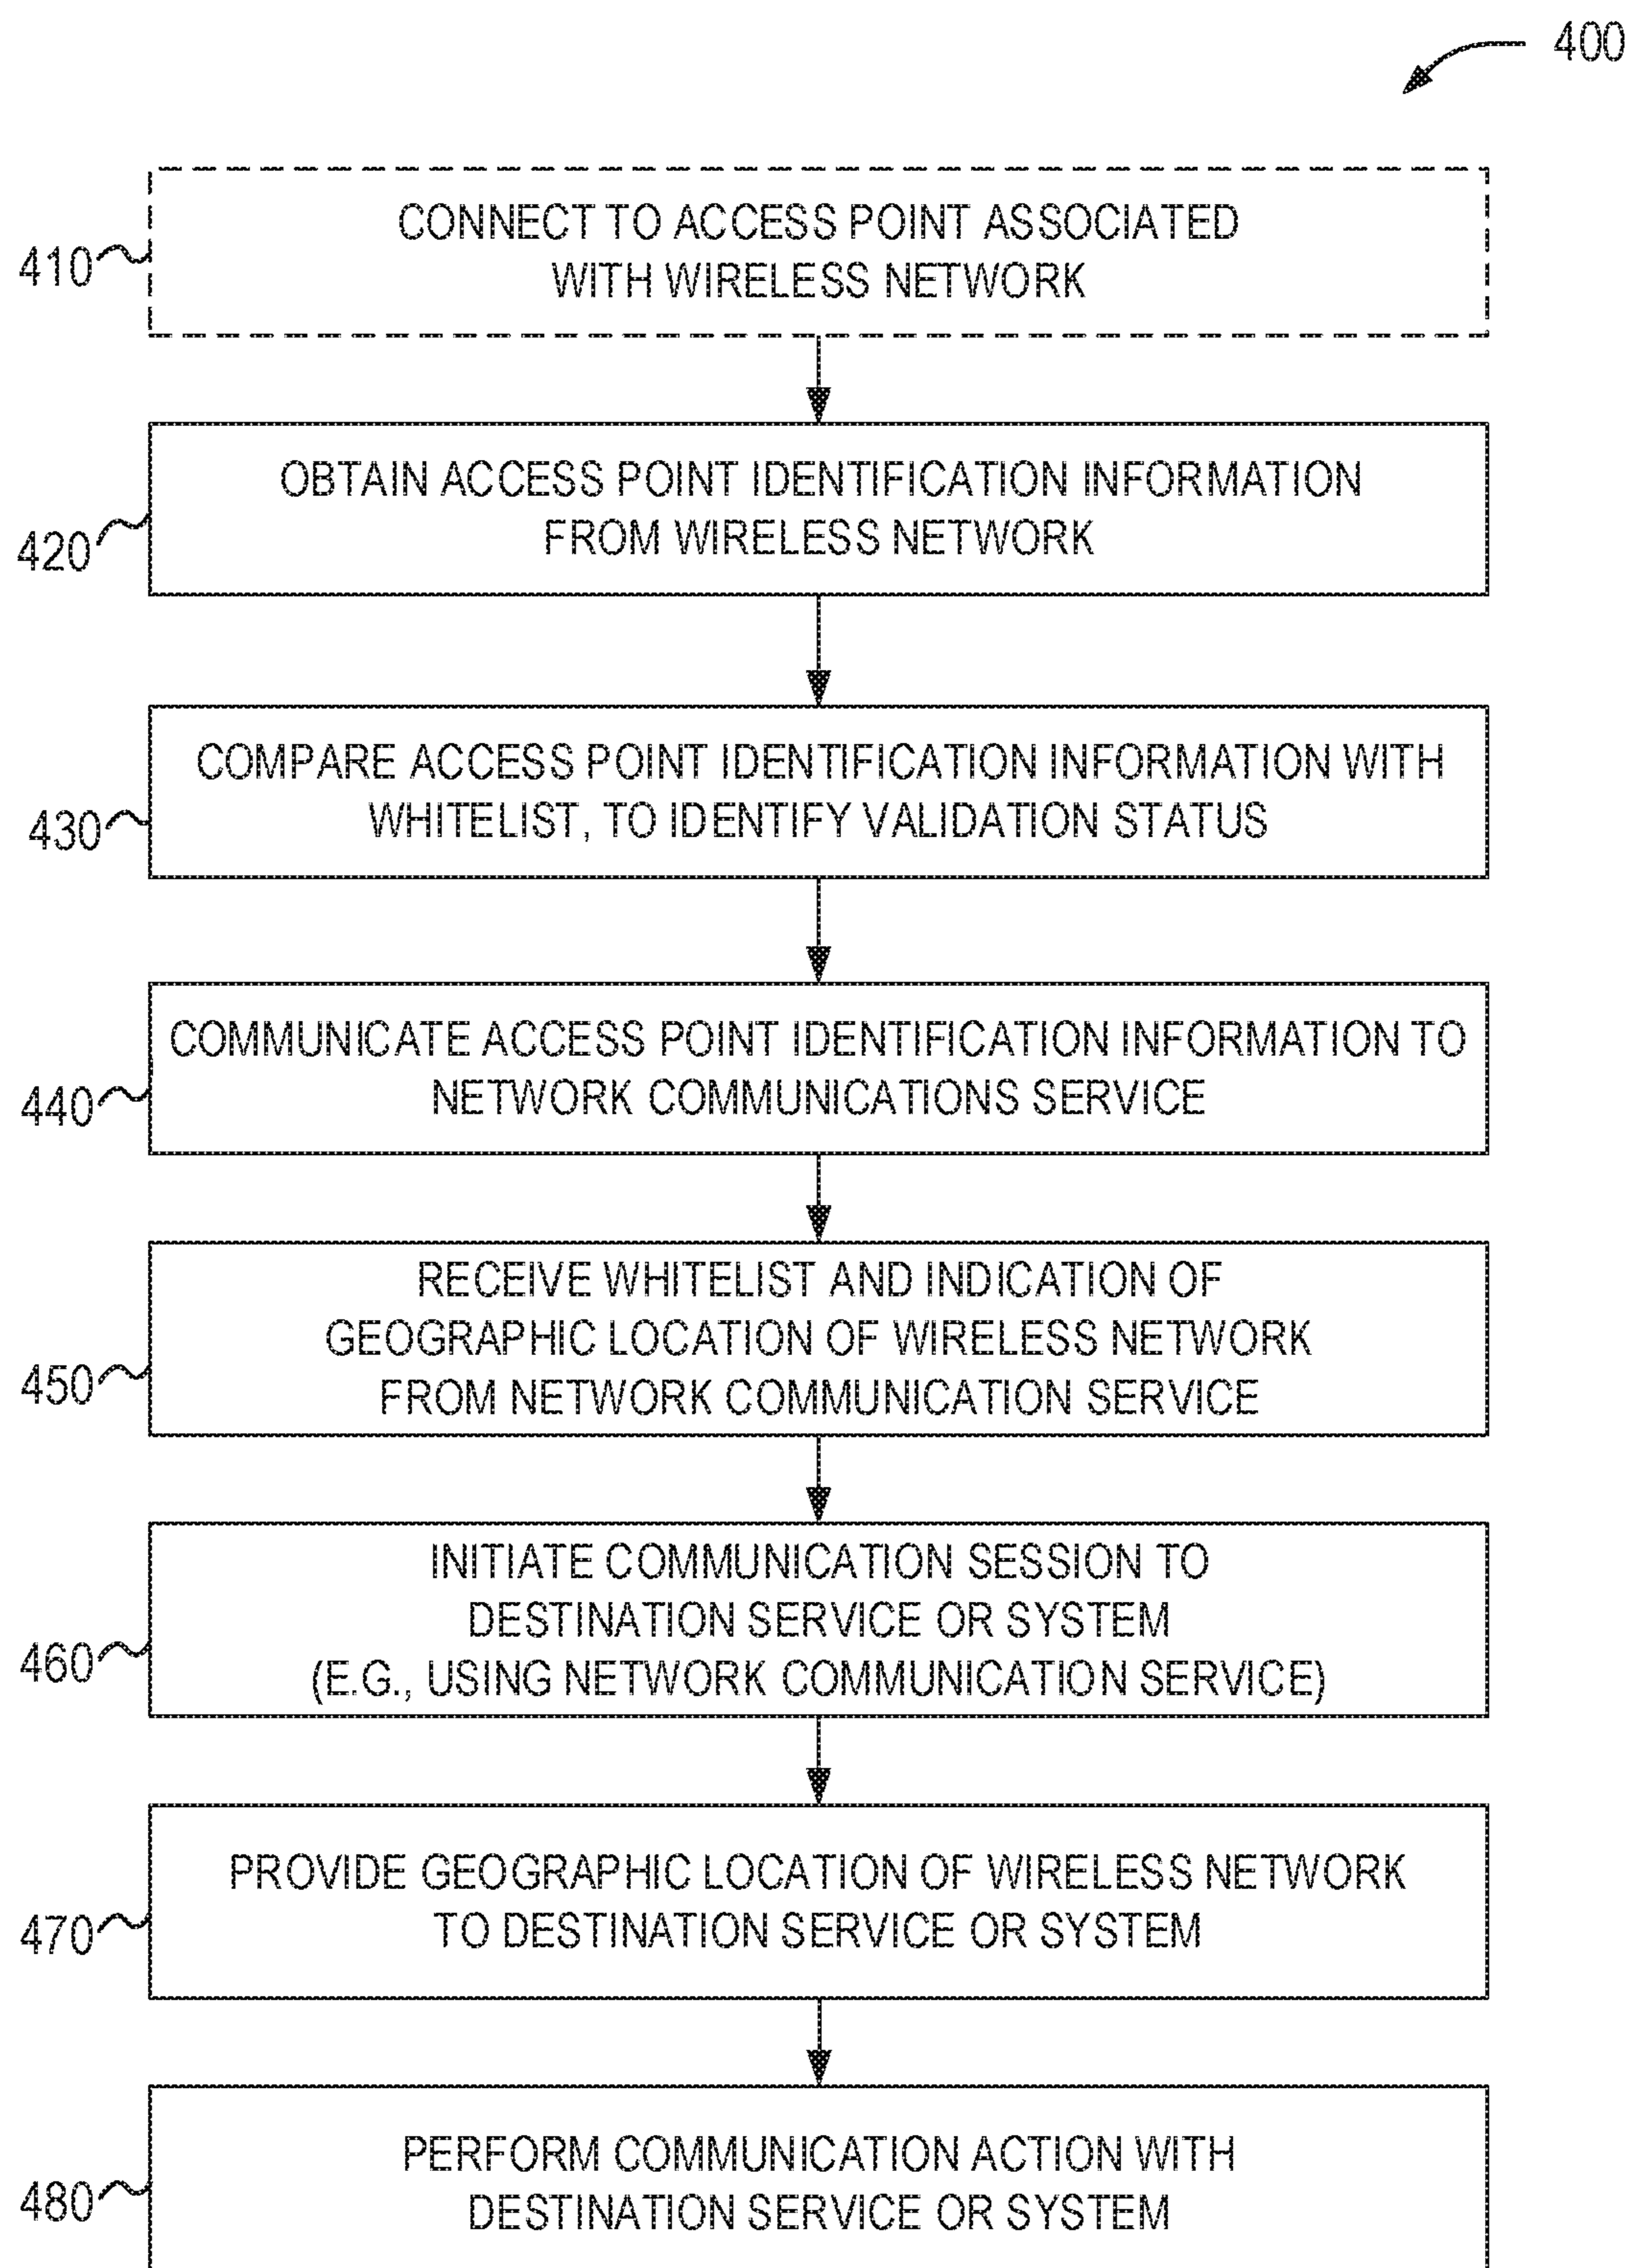 400
CONNECT TO ACCESS POINT ASSOCIATED
WITH WIRELESS NETWORK
410
OBTAIN ACCESS POINT IDENTIFICATION INFORMATION
FROM WIRELESS NETWORK
420
COMPARE ACCESS POINT IDENTIFICATION INFORMATION WITH
WHITELIST, TO IDENTIFY VALIDATION STATUS
430
COMMUNICATE ACCESS POINT IDENTIFICATION INFORMATION TO
NETWORK COMMUNICATIONS SERVICE
440
RECEIVE WHITELIST AND INDICATION OF
GEOGRAPHIC LOCATION OF WIRELESS NETWORK
FROM NETWORK COMMUNICATION SERVICE
450
INITIATE COMMUNICATION SESSION TO
DESTINATION SERVICE OR SYSTEM
(E.G., USING NETWORK COMMUNICATION SERVICE)
460
PROVIDE GEOGRAPHIC LOCATION OF WIRELESS NETWORK
TO DESTINATION SERVICE OR SYSTEM
470
PERFORM COMMUNICATION ACTION WITH
DESTINATION SERVICE OR SYSTEM
480